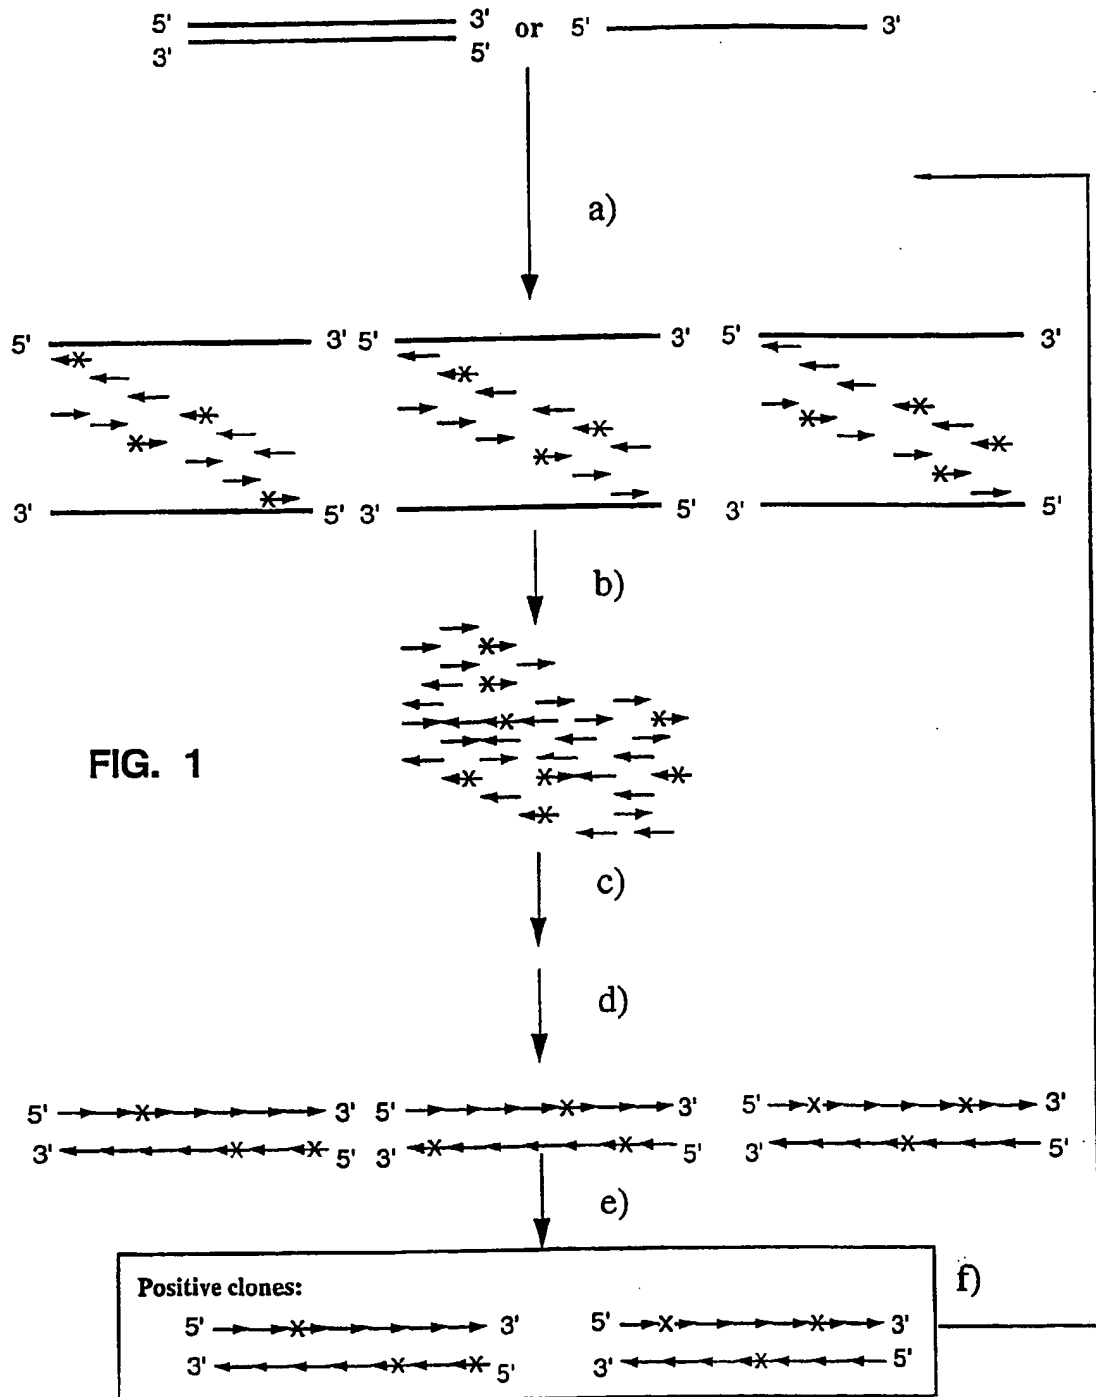 5' 3' or 5' 3'
3' 5'
a)
5' 3' 5' 3' 5' 3'
X X
X X X
X X X X
X X X
3' 5' 3' 5' 3' 5'
b)
X
X
X X
FIG. 1
X X X
X
c)
d)
5' X 3' 5' X 3' 5' X X 3'
3' X X 5' 3' X X 5' 3' X 5'
e)
Positive clones:
f)
5' X 3' 5' X X 3'
3' X X 5' 3' X 5'